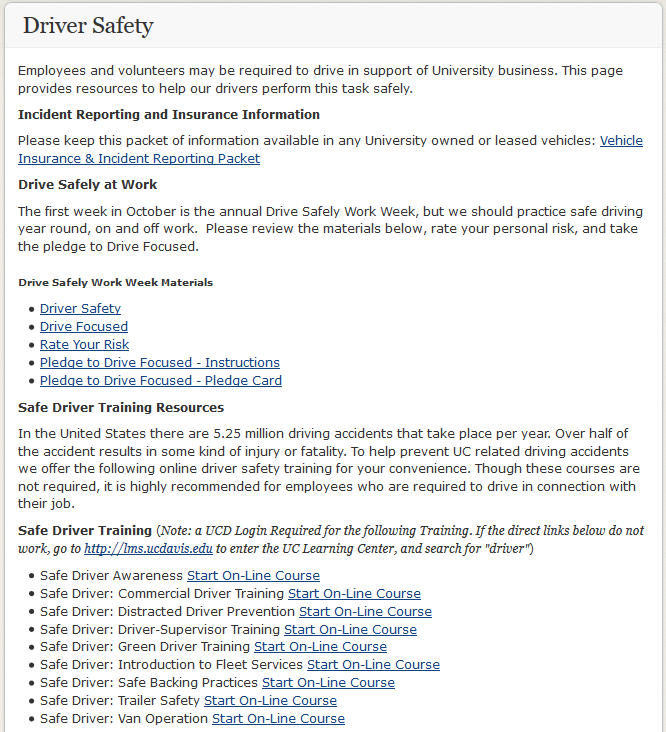 Driver Safety
Employees and volunteers may be required to drive in support of University business. This page
provides resources to help our drivers perform this task safely.
Incident Reporting and Insurance Information
Please keep this packet of information available in any University owned or leased vehicles: Vehicle
Insurance & Incident Reporting Packet
Drive Safely at Work
The first week in October is the annual Drive Safely Work Week, but we should practice safe driving
year round, on and off work.  Please review the materials below, rate your personal risk, and take
the pledge to Drive Focused.
Drive Safely Work Week Materials
• Driver Safety
• Drive Focused
• Rate Your Risk
• Pledge to Drive Focused - Instructions
• Pledge to Drive Focused - Pledge Card
Safe Driver Training Resources
In the United States there are 5.25 million driving accidents that take place per year. Over half of
the accident results in some kind of injury or fatality. To help prevent UC related driving accidents
we offer the following online driver safety training for your convenience. Though these courses are
not required, it is highly recommended for employees who are required to drive in connection with
their job.
Safe Driver Training (Note: a UCD Login Required for the following Training. If the direct links below do not
work, go to http://lms.ucdavis.edu to enter the UC Learning Center, and search for "driver")
• Safe Driver Awareness Start On-Line Course
• Safe Driver: Commercial Driver Training Start On-Line Course
• Safe Driver: Distracted Driver Prevention Start On-Line Course
• Safe Driver: Driver-Supervisor Training Start On-Line Course
• Safe Driver: Green Driver Training Start On-Line Course
• Safe Driver: Introduction to Fleet Services Start On-Line Course
• Safe Driver: Safe Backing Practices Start On-Line Course
• Safe Driver: Trailer Safety Start On-Line Course
• Safe Driver: Van Operation Start On-Line Course